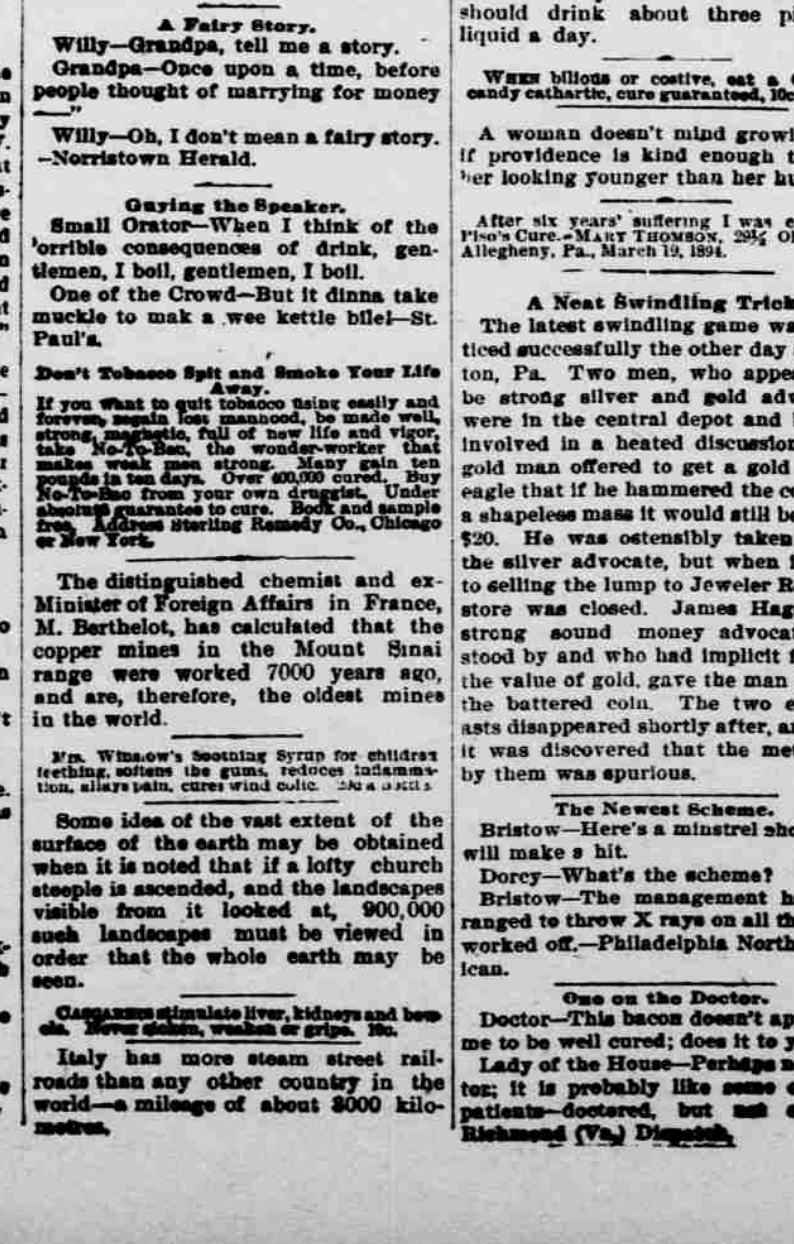 A Fairy Story.
Willy—Grandpa, tell me a story.
Grandpa—Once upon a time, before
people thought of marrying for money
——"
Willy—Oh, I don't mean a fairy story.
—Norristown Herald.
Guying the Speaker.
Small Orator—When I think of the
'orrible consequences of drink, gen-
tlemen, I boil, gentlemen, I boil.
One of the Crowd—But it dinna take
muckle to mak a wee kettle bile!—St.
Paul's.
Don't Tobacco Spit and Smoke Your Life
Away.
If you want to quit tobacco using easily and
forever, regain lost manhood, be made well,
strong, magnetic, full of new life and vigor,
take No-To-Bac, the wonder-worker that
makes weak men strong. Many gain ten
pounds in ten days. Over 400,000 cured. Buy
No-To-Bac from your own druggist. Under
absolute guarantee to cure. Book and sample
free. Address Sterling Remedy Co., Chicago
or New York.
The distinguished chemist and ex-
Minister of Foreign Affairs in France,
M. Berthelot, has calculated that the
copper mines in the Mount Sinai
range were worked 7000 years ago,
and are, therefore, the oldest mines
in the world.
Mrs. Winslow's Soothing Syrup for children
teething, softens the gums, reduces inflamma-
tion, allays pain, cures wind colic.
Some idea of the vast extent of the
surface of the earth may be obtained
when it is noted that if a lofty church
steeple is ascended, and the landscapes
visible from it looked at, 900,000
such landscapes must be viewed in
order that the whole earth may be
seen.
Cascarets stimulate liver, kidneys and bow-
els. Never sicken, weaken or gripe. 10c.
Italy has more steam street rail-
roads than any other country in the
world—a mileage of about 3000 kilo-
metres.
should drink about three
liquid a day.
When bilious or costive, eat a
candy cathartic, cure guaranteed, 10c
A woman doesn't mind
if providence is kind enough
her looking younger than her
After six years' suffering I was
Piso's Cure.—Mary Thomson, 29½
Allegheny, Pa., March 19, 1894.
A Neat Swindling Trick
The latest swindling game
ticed successfully the other day
ton, Pa. Two men, who
be strong silver and gold
were in the central depot and
involved in a heated discussion
gold man offered to get a gold
eagle that if he hammered the
a shapeless mass it would still
$20. He was ostensibly taken
the silver advocate, but when
to selling the lump to Jeweler
store was closed. James
strong sound money
stood by and who had implicit
the value of gold, gave the man
the battered coin. The two
asts disappeared shortly after,
it was discovered that the
by them was spurious.
The Newest Scheme.
Bristow—Here's a minstrel
will make a hit.
Dorcy—What's the scheme?
Bristow—The management
ranged to throw X rays on all
worked off.—Philadelphia North
ican.
One on the Doctor.
Doctor—This bacon doesn't
me to be well cured; does it to
Lady of the House—Perhaps
tor; it is probably like some
patients—doctored, but not
Richmond (Va.) Dispatch.